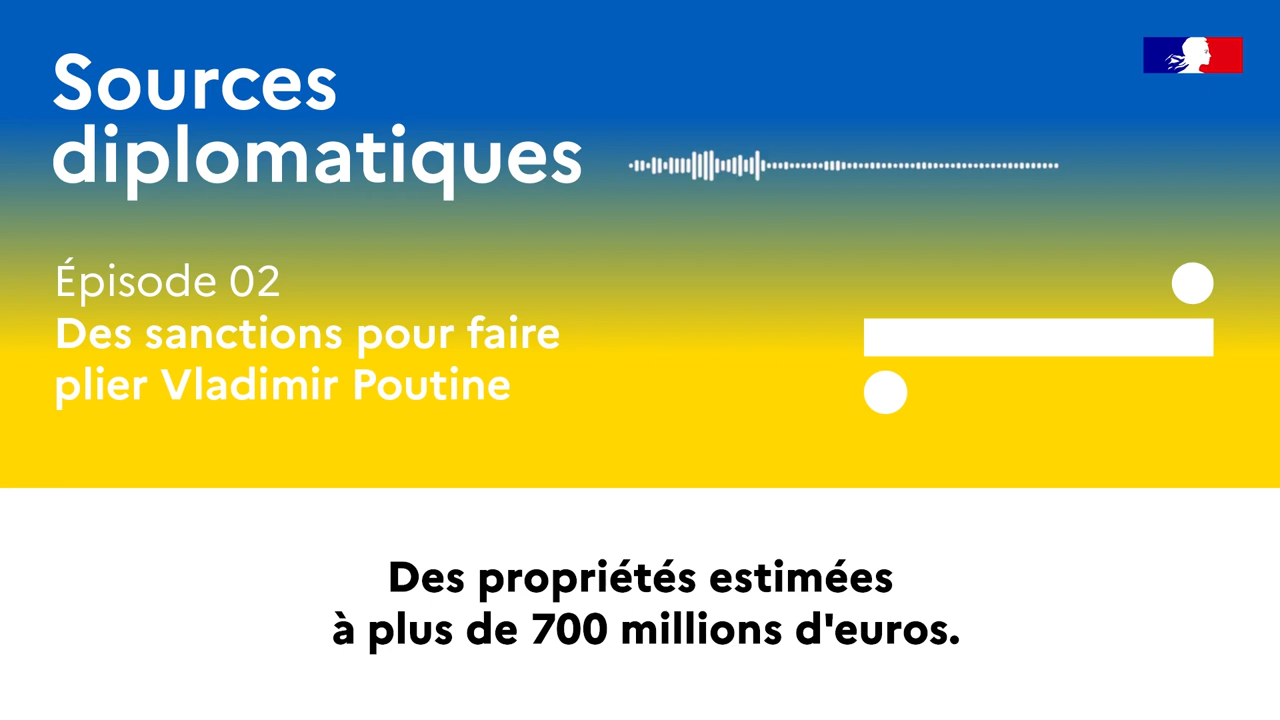 Sources
diplomatiques
Épisode 02
Des sanctions pour faire
plier Vladimir Poutine
Des propriétés estimées
à plus de 700 millions d'euros.